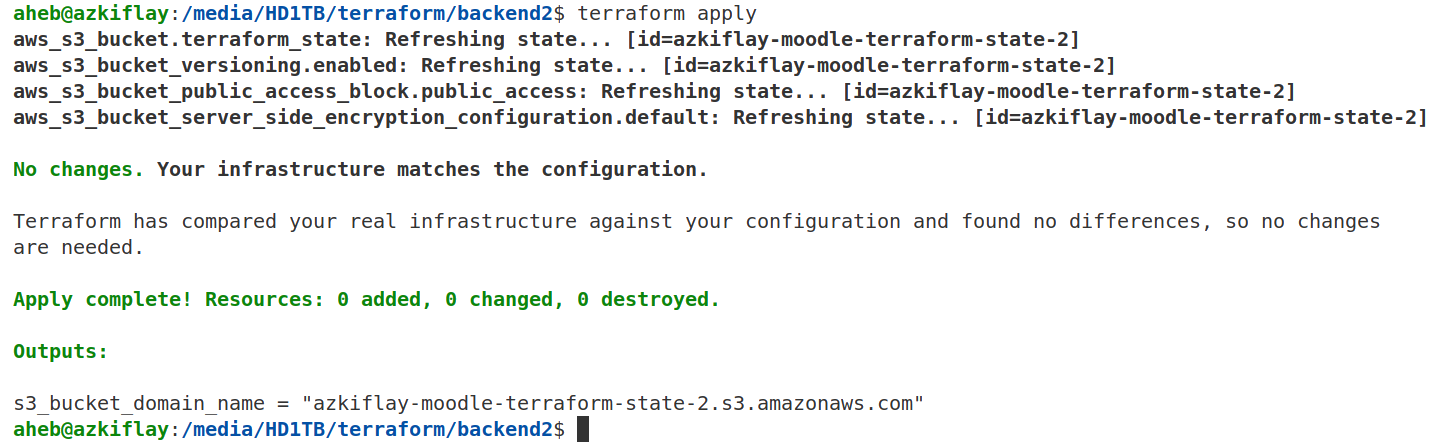 aheb@azkiflay:/media/HD1TB/terraform/backend2$ terraform apply
aws_s3_bucket.terraform_state: Refreshing state... [id=azkiflay-moodle-terraform-state-2]
aws_s3_bucket_versioning.enabled: Refreshing state... [id=azkiflay-moodle-terraform-state-2]
aws_s3_bucket_public_access_block.public_access: Refreshing state... [id=azkiflay-moodle-terraform-state-2]
aws_s3_bucket_server_side_encryption_configuration.default: Refreshing state... [id=azkiflay-moodle-terraform-state-2]
No changes. Your infrastructure matches the configuration.
Terraform has compared your real infrastructure against your configuration and found no differences, so no changes
are needed.
Apply complete! Resources: 0 added, 0 changed, 0 destroyed.
Outputs:
s3_bucket_domain_name = "azkiflay-moodle-terraform-state-2.s3.amazonaws.com"
aheb@azkiflay:/media/HD1TB/terraform/backend2$